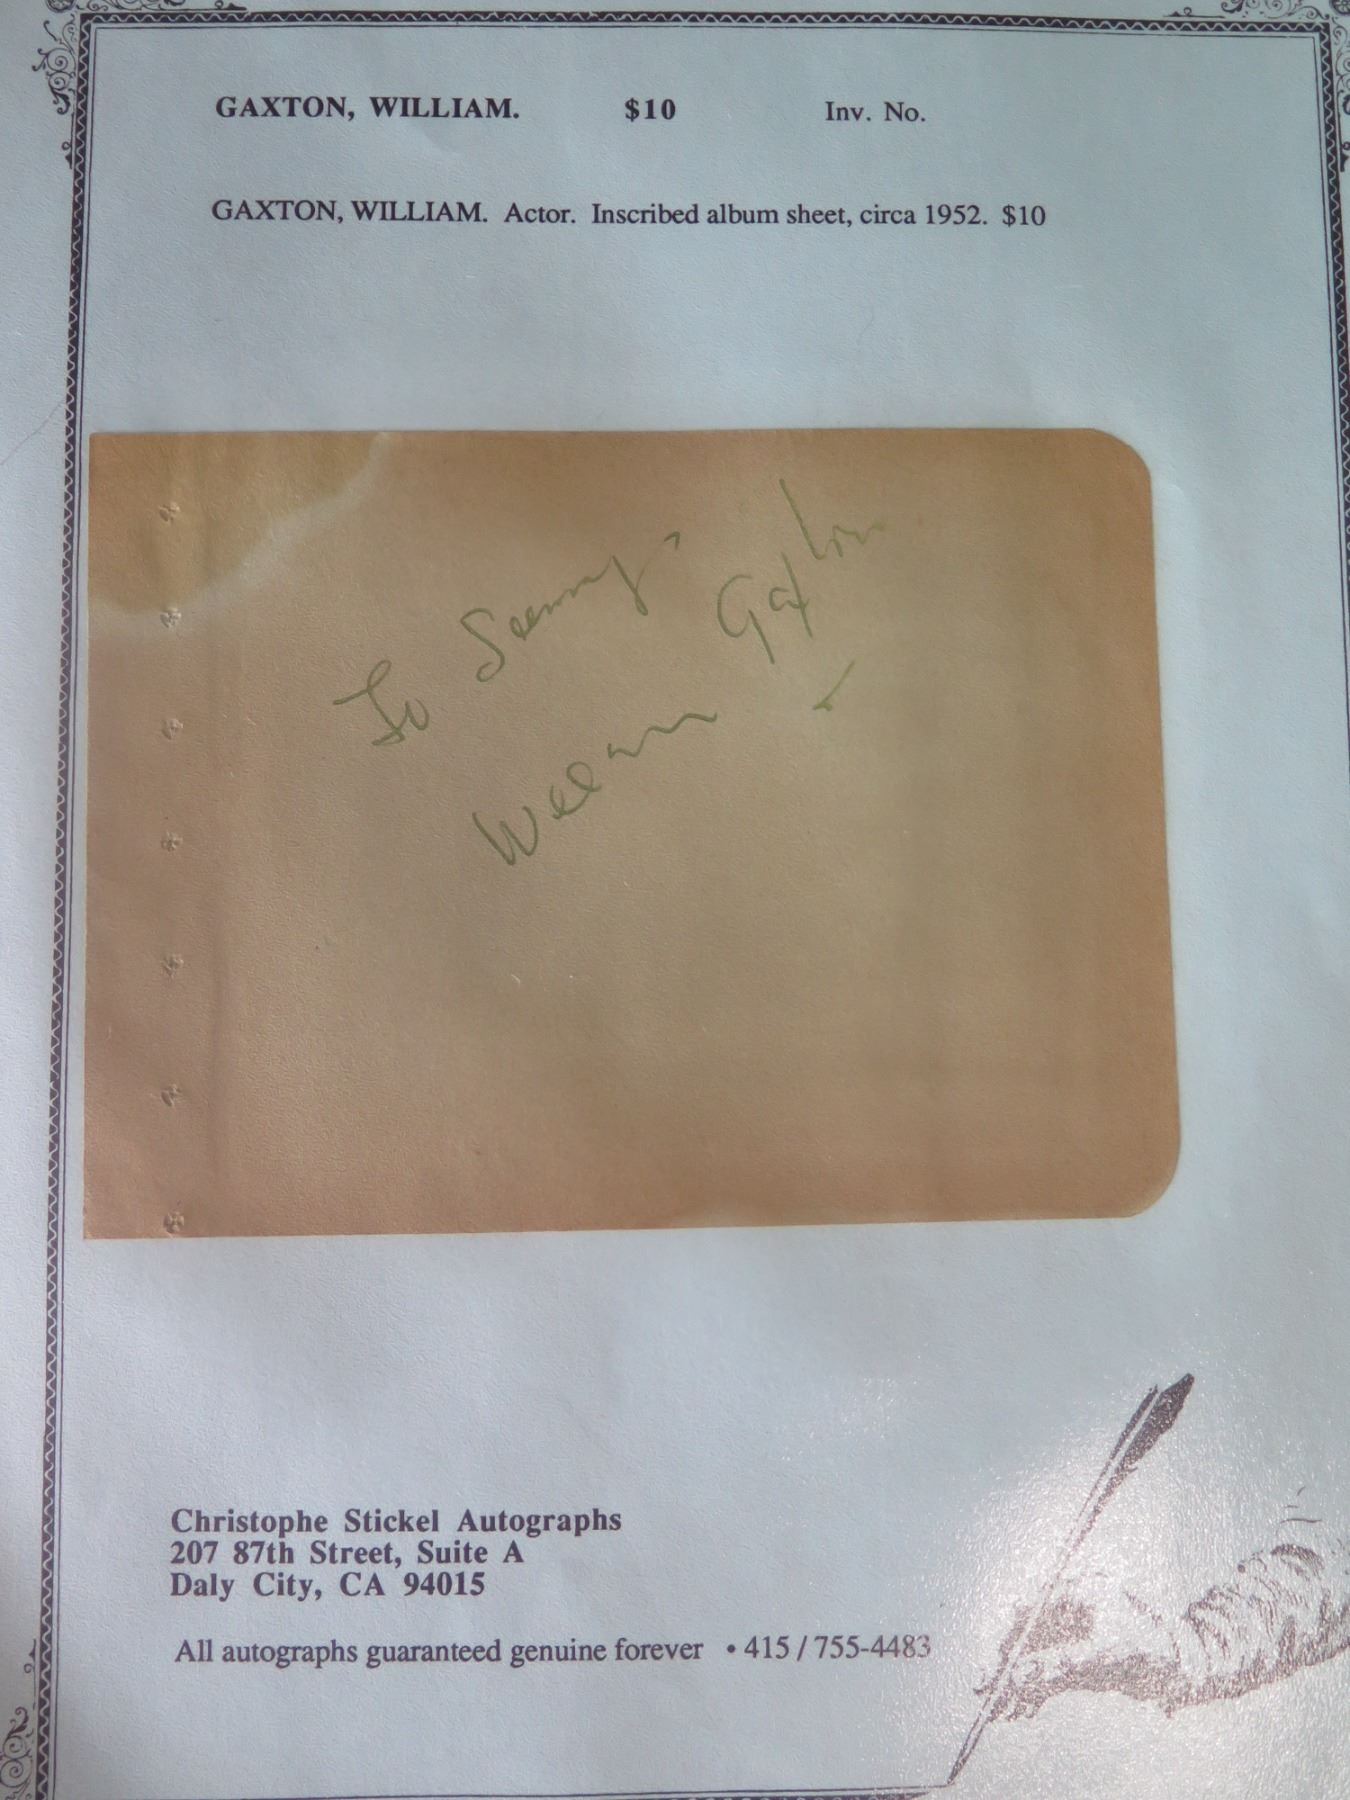 GAXTON, WILLIAM. $10 Inv. No.
GAXTON, WILLIAM. Actor. Inscribed album sheet, circa 1952. $10
To
William Gaxton
Christophe Stickel Autographs
207 87th Street, Suite A
Daly City, CA 94015
All autographs guaranteed genuine forever • 415 / 755-4483